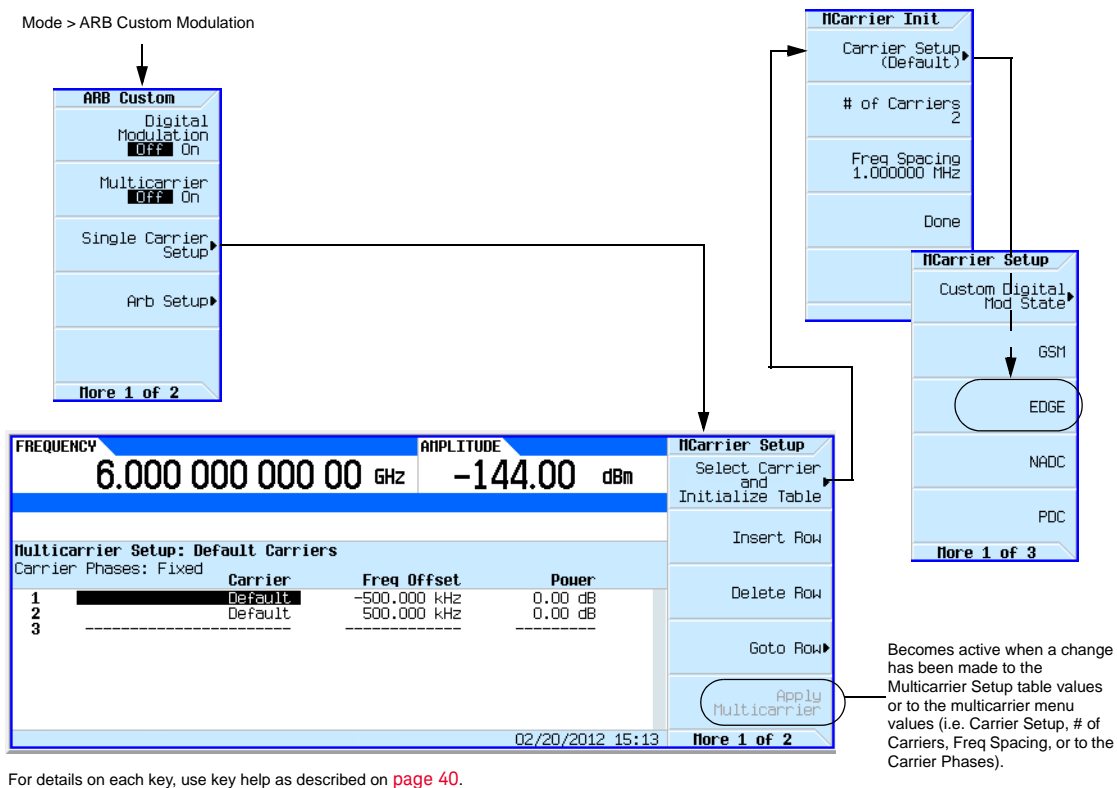 Mode > ARB Custom Modulation
ARB Custom
Digital
Modulation
Off On
Multicarrier
Off On
Single Carrier
Setup
Arb Setup
More 1 of 2
MCarrier Init
Carrier Setup
(Default)
# of Carriers
2
Freq Spacing
1.000000 MHz
Done
MCarrier Setup
Custom Digital
Mod State
GSM
EDGE
NADC
PDC
More 1 of 3
FREQUENCY
6.000 000 000 00 GHz
AMPLITUDE
-144.00 dBm
Multicarrier Setup: Default Carriers
Carrier Phases: Fixed
Carrier Freq Offset Power
1 Default -500.000 kHz 0.00 dB
2 Default 500.000 kHz 0.00 dB
3 ---------------------- ------------- ---------
02/20/2012 15:13
MCarrier Setup
Select Carrier
and
Initialize Table
Insert Row
Delete Row
Goto Row
Apply
Multicarrier
More 1 of 2
Becomes active when a change
has been made to the
Multicarrier Setup table values
or to the multicarrier menu
values (i.e. Carrier Setup, # of
Carriers, Freq Spacing, or to the
Carrier Phases).
For details on each key, use key help as described on page 40.